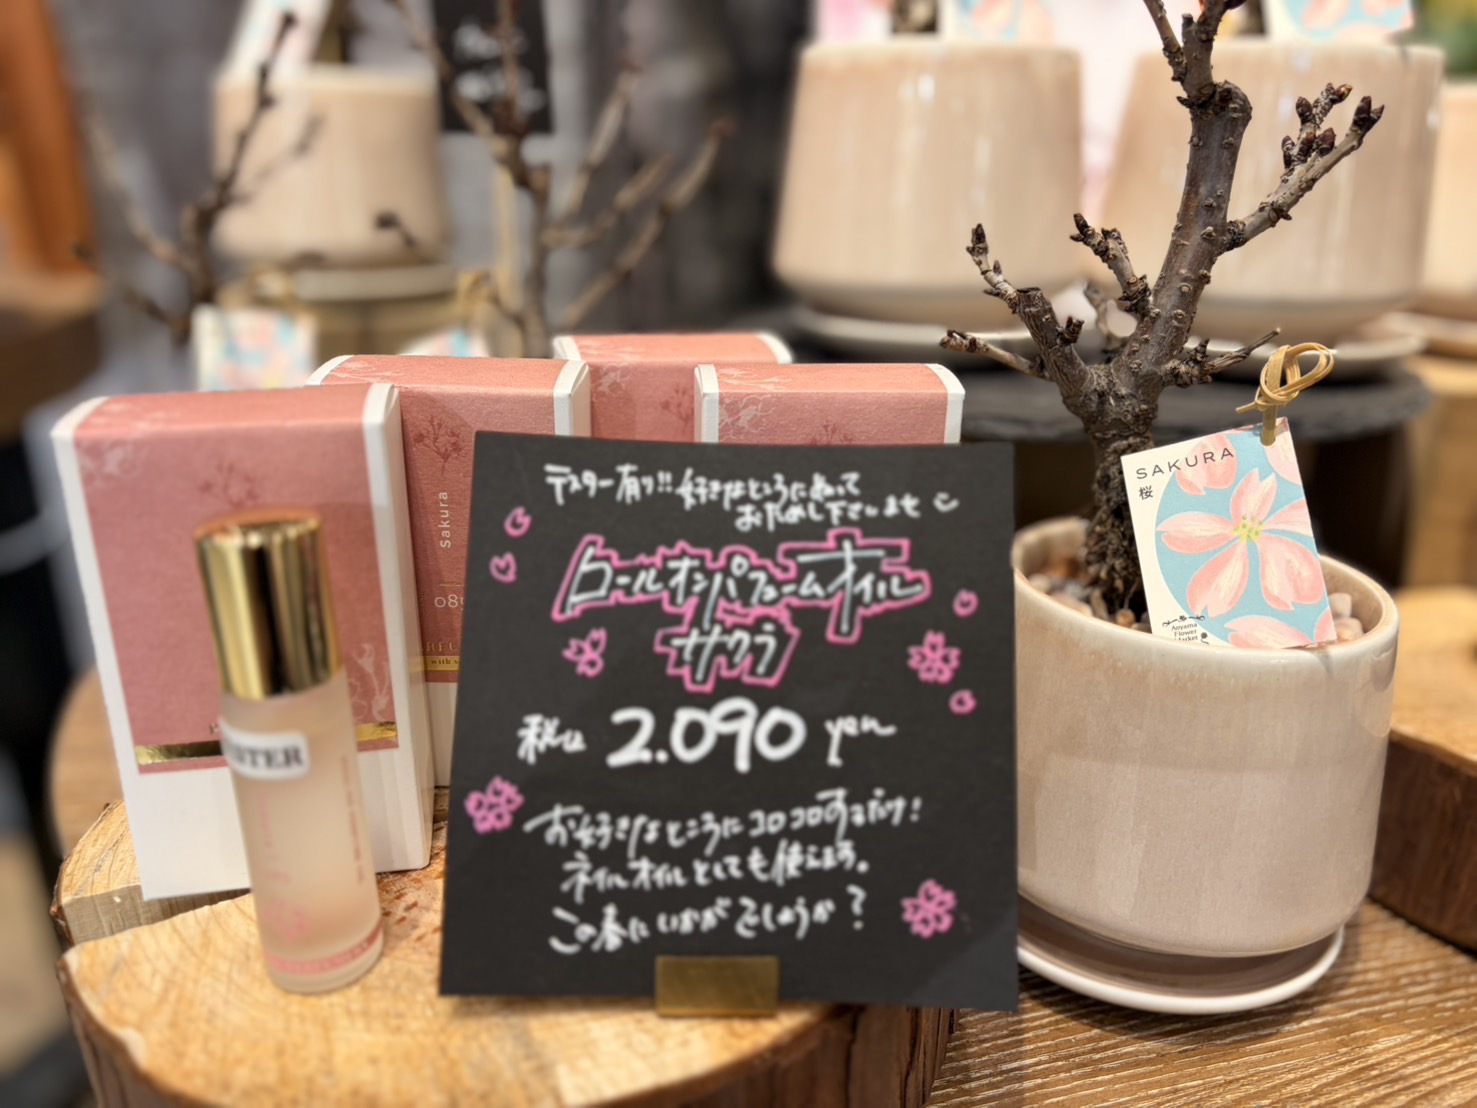 テスター有り!! 好きなところにぬって
おためし下さいませ
ロールオンパフュームオイル
サクラ
税込 2.090 yen
お好きなところにコロコロするだけ!
ネイルオイルとしても使えます。
この春にいかがでしょうか?
SAKURA
桜
Aoyama
Flower
Market
Sakura